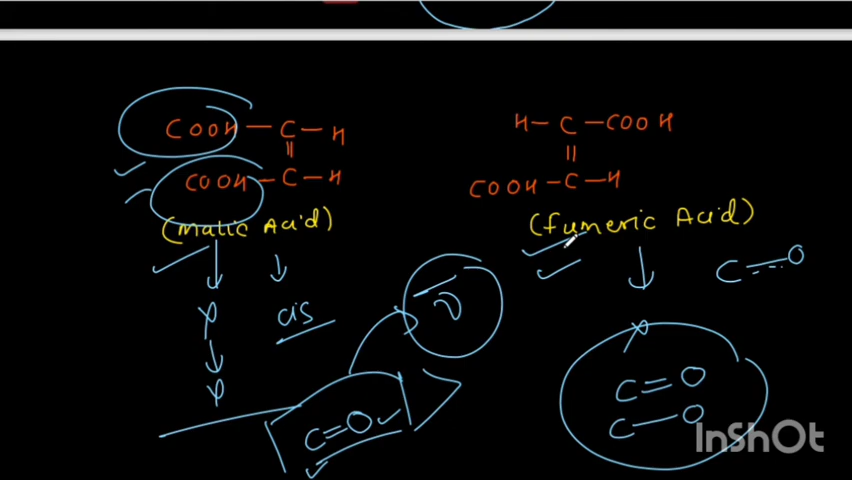 COOH — C — H H — C — COOH
|| ||
COOH — C — H COOH — C — H
(Malic Acid) (fumeric Acid)
C O
cis ν
C=O C=O
C—O
InShOt